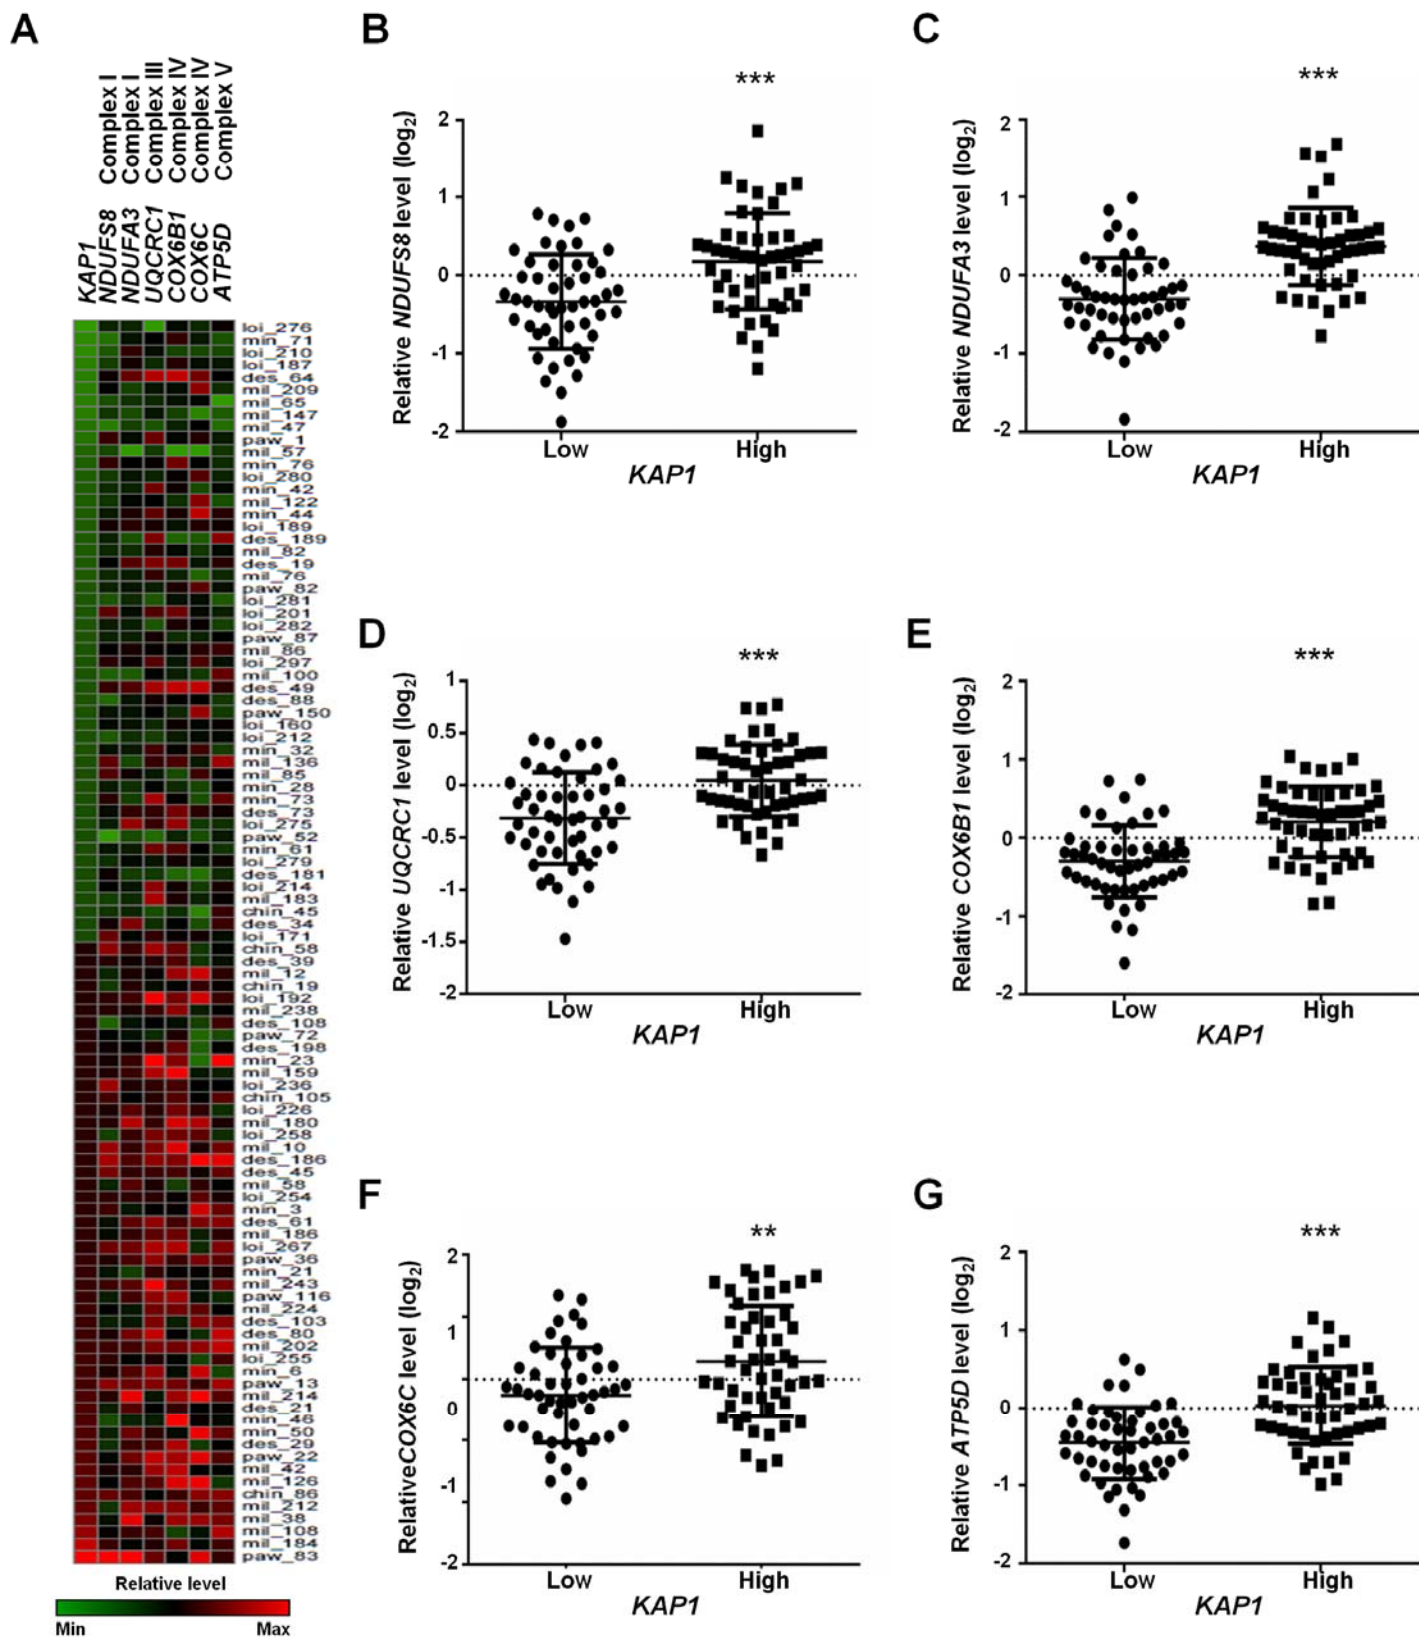 A
Complex I
Complex I
Complex III
Complex IV
Complex IV
Complex V
KAP1
NDUFS8
NDUFA3
UQCRC1
COX6B1
COX6C
ATP5D
loi_276
min_71
loi_210
loi_187
des_64
mil_209
mil_65
mil_147
mil_47
paw_1
mil_57
min_76
loi_280
min_42
mil_122
min_44
loi_189
des_189
mil_82
des_19
mil_76
paw_82
loi_281
loi_201
loi_282
paw_87
mil_86
loi_297
mil_100
des_49
des_88
paw_150
loi_160
loi_212
min_32
mil_136
mil_85
min_28
min_73
des_73
loi_275
paw_52
min_61
loi_279
des_181
loi_214
mil_183
chin_45
des_34
loi_171
chin_58
des_39
mil_12
chin_19
loi_192
mil_238
des_108
paw_72
des_198
min_23
mil_159
loi_236
chin_105
loi_226
mil_180
loi_258
mil_10
des_186
des_45
mil_58
loi_254
min_3
des_61
mil_186
loi_267
paw_36
min_21
mil_243
paw_116
mil_224
des_103
des_80
mil_202
loi_255
min_6
paw_13
mil_214
des_21
min_46
min_50
des_29
paw_22
mil_42
mil_126
chin_86
mil_212
mil_38
mil_108
mil_184
paw_83
Relative level
Min Max
B
***
Relative NDUFS8 level (log2)
2
1
0
-1
-2
Low High
KAP1
C
***
Relative NDUFA3 level (log2)
2
1
0
-1
-2
Low High
KAP1
D
***
Relative UQCRC1 level (log2)
1
0.5
0
-0.5
-1
-1.5
-2
Low High
KAP1
E
***
Relative COX6B1 level (log2)
2
1
0
-1
-2
Low High
KAP1
F
**
RelativeCOX6C level (log2)
2
1
0
-1
-2
Low High
KAP1
G
***
Relative ATP5D level (log2)
2
1
0
-1
-2
Low High
KAP1